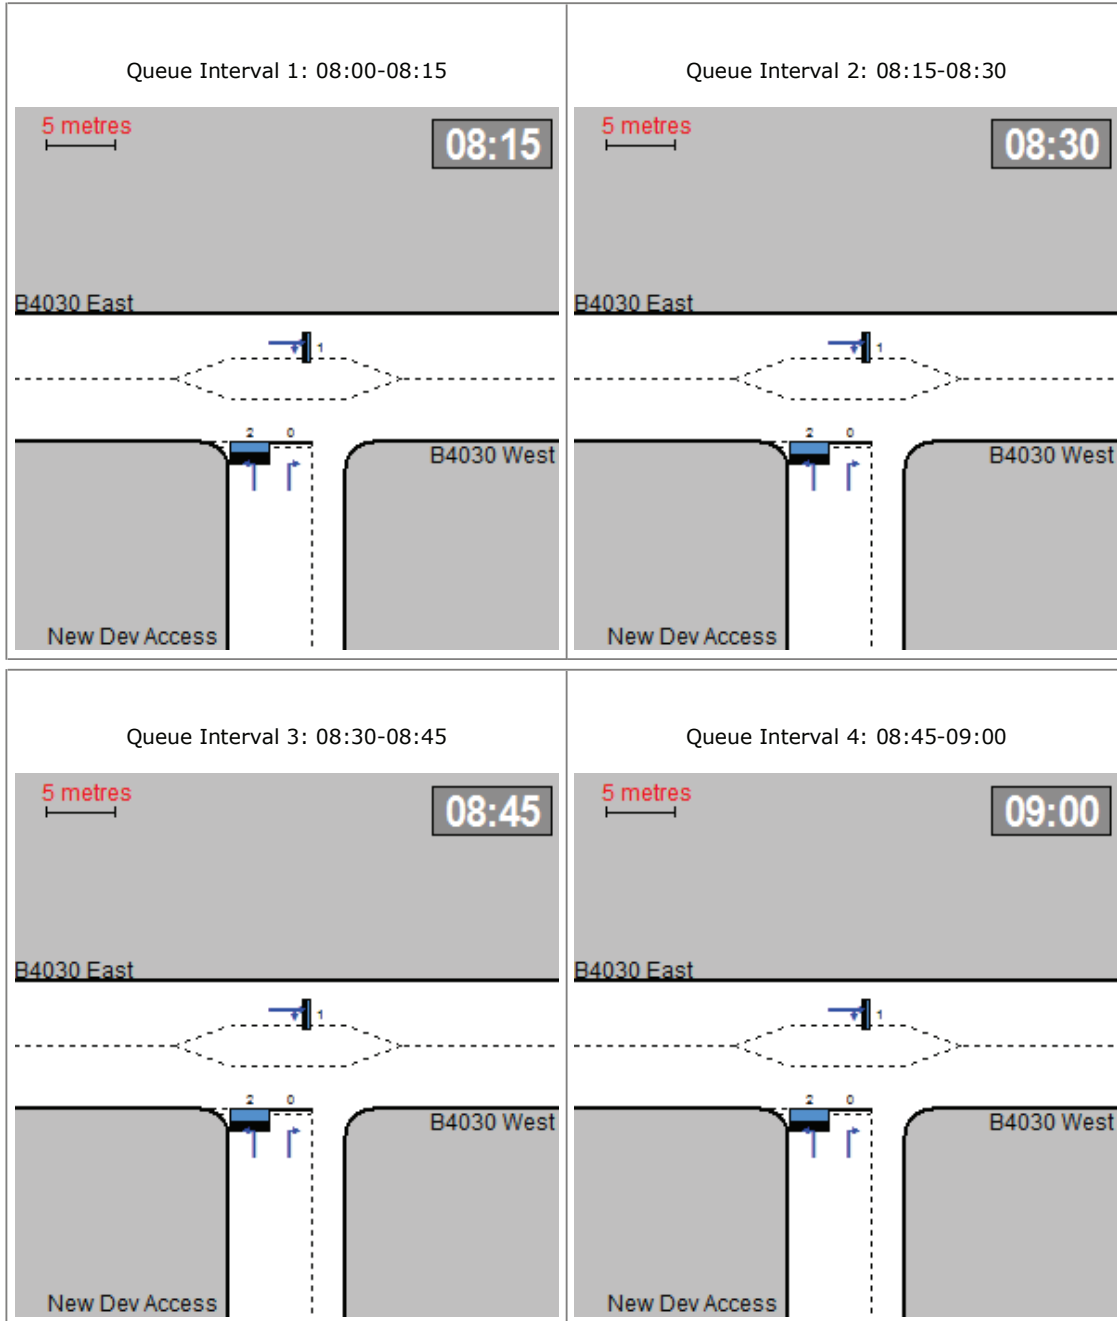 Queue Interval 1: 08:00-08:15
5 metres
08:15
B4030 East
1
2 0
B4030 West
New Dev Access
Queue Interval 2: 08:15-08:30
5 metres
08:30
B4030 East
1
2 0
B4030 West
New Dev Access
Queue Interval 3: 08:30-08:45
5 metres
08:45
B4030 East
1
2 0
B4030 West
New Dev Access
Queue Interval 4: 08:45-09:00
5 metres
09:00
B4030 East
1
2 0
B4030 West
New Dev Access